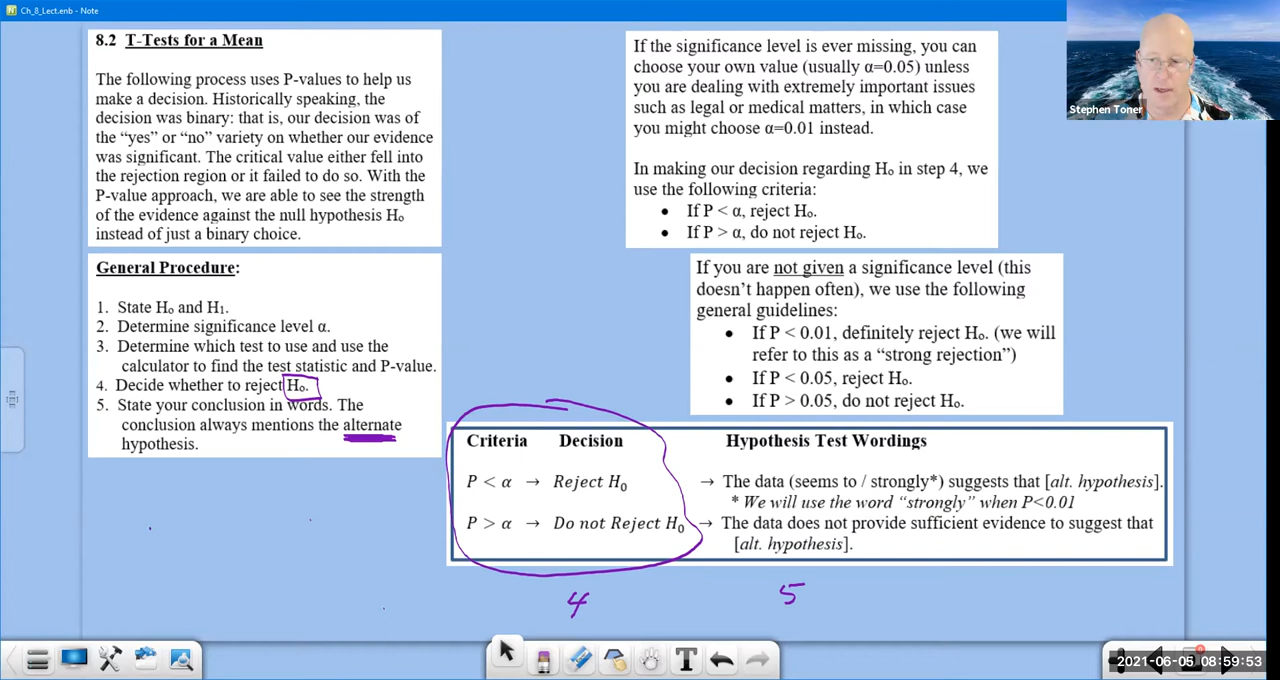 Ch_8_Lect.enb - Note
8.2 T-Tests for a Mean
The following process uses P-values to help us
make a decision. Historically speaking, the
decision was binary: that is, our decision was of
the “yes” or “no” variety on whether our evidence
was significant. The critical value either fell into
the rejection region or it failed to do so. With the
P-value approach, we are able to see the strength
of the evidence against the null hypothesis Ho
instead of just a binary choice.
General Procedure:
1. State Ho and H1.
2. Determine significance level α.
3. Determine which test to use and use the
calculator to find the test statistic and P-value.
4. Decide whether to reject Ho.
5. State your conclusion in words. The
conclusion always mentions the alternate
hypothesis.
If the significance level is ever missing, you can
choose your own value (usually α=0.05) unless
you are dealing with extremely important issues
such as legal or medical matters, in which case
you might choose α=0.01 instead.
In making our decision regarding Ho in step 4, we
use the following criteria:
• If P < α, reject Ho.
• If P > α, do not reject Ho.
If you are not given a significance level (this
doesn’t happen often), we use the following
general guidelines:
• If P < 0.01, definitely reject Ho. (we will
refer to this as a “strong rejection”)
• If P < 0.05, reject Ho.
• If P > 0.05, do not reject Ho.
Criteria Decision Hypothesis Test Wordings
P < α → Reject H0 → The data (seems to / strongly*) suggests that [alt. hypothesis].
* We will use the word “strongly” when P<0.01
P > α → Do not Reject H0 → The data does not provide sufficient evidence to suggest that
[alt. hypothesis].
4 5
Stephen Toner
T
2021-06-05 08:59:53